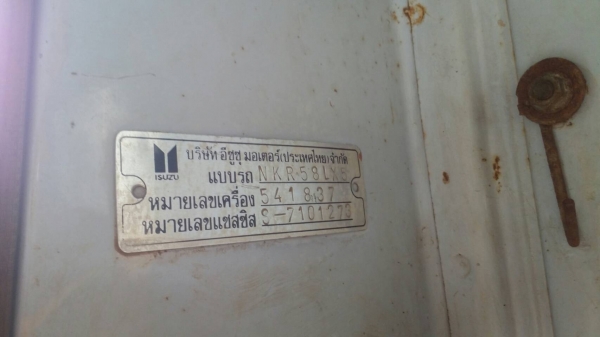 ISUZU
บริษัท อีซูซุ มอเตอร์(ประเทศไทย)จำกัด
แบบรถ NKR-58LX5
หมายเลขเครื่อง 541837
หมายเลขแชสซิส S-7101273